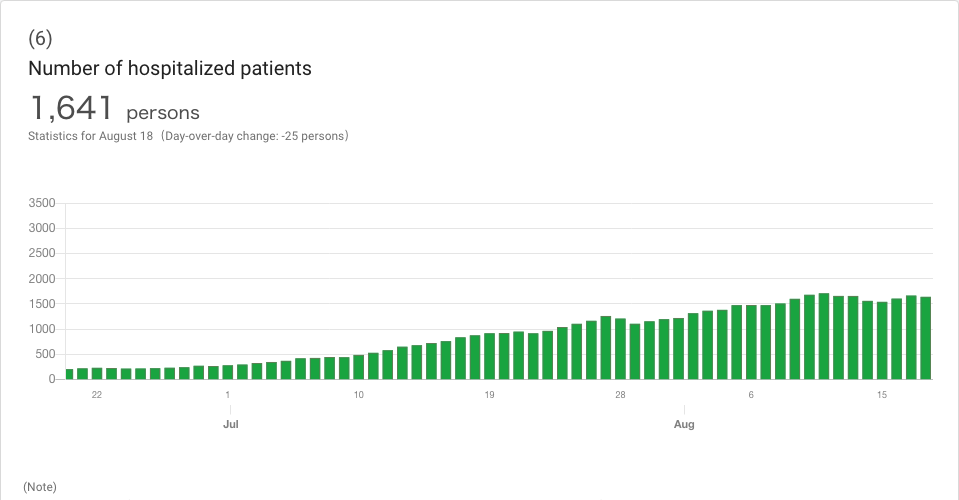 (6)
Number of hospitalized patients
1,641 persons
Statistics for August 18（Day-over-day change: -25 persons）
3500
3000
2500
2000
1500
1000
500
0
22 1 10 19 28 6 15
Jul Aug
(Note)